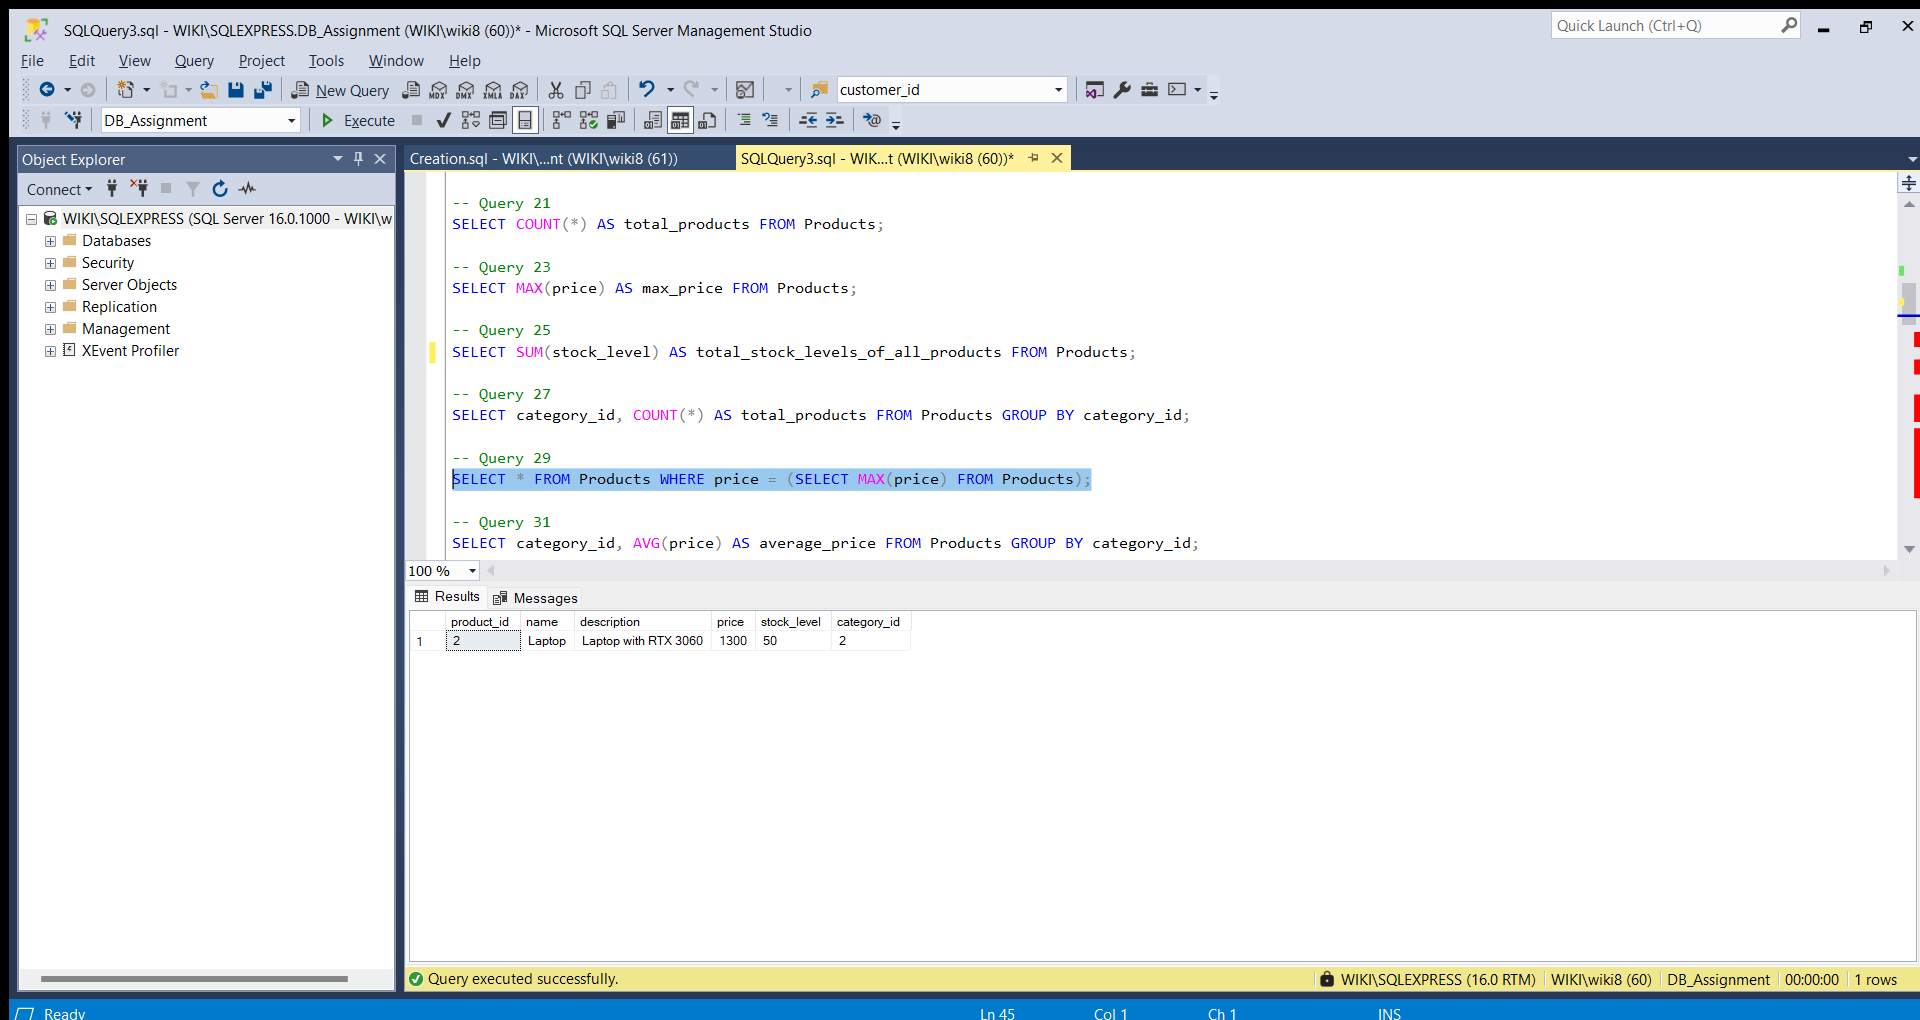 SQLQuery3.sql - WIKI\SQLEXPRESS.DB_Assignment (WIKI\wiki8 (60))* - Microsoft SQL Server Management Studio
Quick Launch (Ctrl+Q)
File Edit View Query Project Tools Window Help
New Query MDX DMX XMLA DAX customer_id
DB_Assignment Execute
Object Explorer
Connect
WIKI\SQLEXPRESS (SQL Server 16.0.1000 - WIKI\w
Databases
Security
Server Objects
Replication
Management
XEvent Profiler
Creation.sql - WIKI\...nt (WIKI\wiki8 (61)) SQLQuery3.sql - WIK...t (WIKI\wiki8 (60))*
-- Query 21
SELECT COUNT(*) AS total_products FROM Products;
-- Query 23
SELECT MAX(price) AS max_price FROM Products;
-- Query 25
SELECT SUM(stock_level) AS total_stock_levels_of_all_products FROM Products;
-- Query 27
SELECT category_id, COUNT(*) AS total_products FROM Products GROUP BY category_id;
-- Query 29
SELECT * FROM Products WHERE price = (SELECT MAX(price) FROM Products);
-- Query 31
SELECT category_id, AVG(price) AS average_price FROM Products GROUP BY category_id;
100 %
Results Messages
product_id name description price stock_level category_id
1 2 Laptop Laptop with RTX 3060 1300 50 2
Query executed successfully. WIKI\SQLEXPRESS (16.0 RTM) WIKI\wiki8 (60) DB_Assignment 00:00:00 1 rows
Ready Ln 45 Col 1 Ch 1 INS